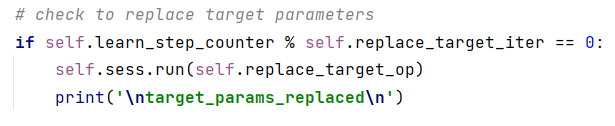 # check to replace target parameters
if self.learn_step_counter % self.replace_target_iter == 0:
    self.sess.run(self.replace_target_op)
    print('\ntarget_params_replaced\n')